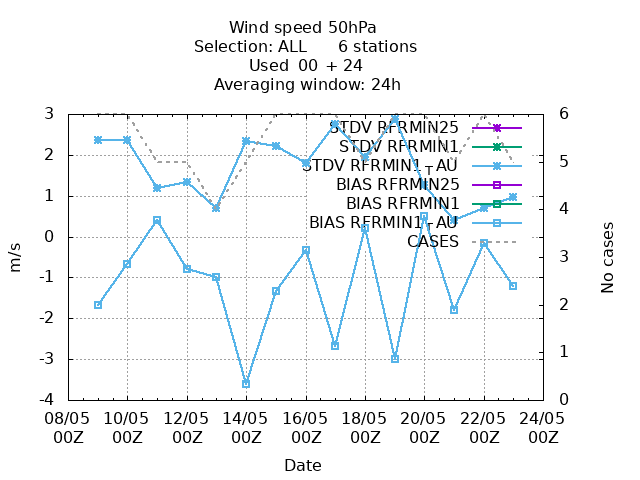 Wind speed 50hPa
Selection: ALL 6 stations
Used 00 + 24
Averaging window: 24h
3
2
1
0
-1
-2
-3
-4
m/s
6
5
4
3
2
1
0
No cases
STDV RFRMIN25
STDV RFRMIN1
STDV RFRMIN1_AU
BIAS RFRMIN25
BIAS RFRMIN1
BIAS RFRMIN1_AU
CASES
08/05 10/05 12/05 14/05 16/05 18/05 20/05 22/05 24/05
00Z 00Z 00Z 00Z 00Z 00Z 00Z 00Z 00Z
Date